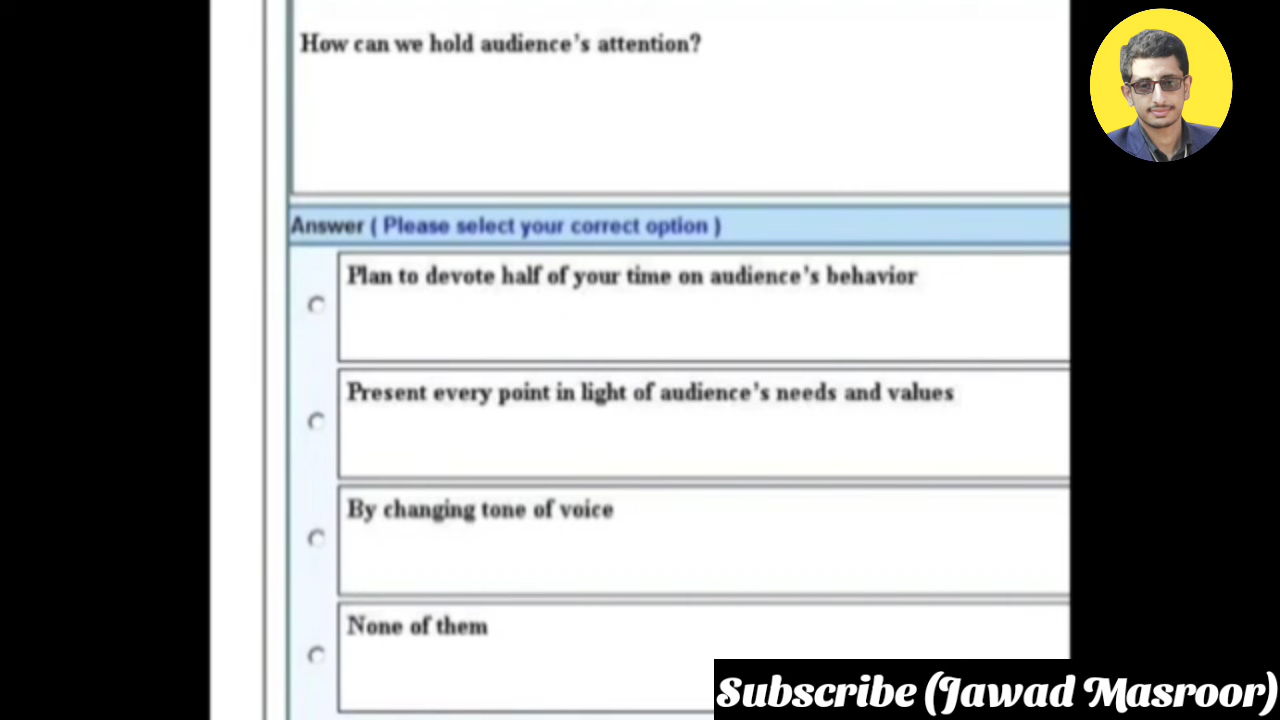 How can we hold audience's attention?
Answer ( Please select your correct option )
Plan to devote half of your time on audience's behavior
Present every point in light of audience's needs and values
By changing tone of voice
None of them
Subscribe (Jawad Masroor)